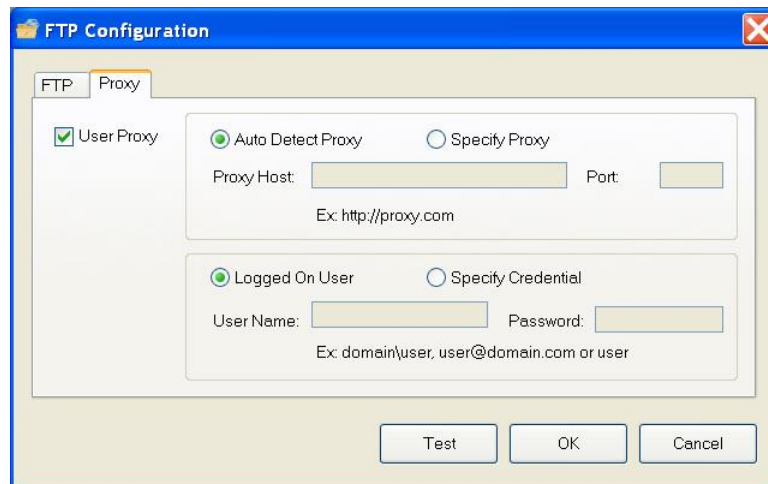 FTP Configuration
FTP Proxy
User Proxy
Auto Detect Proxy Specify Proxy
Proxy Host: Port:
Ex: http://proxy.com
Logged On User Specify Credential
User Name: Password:
Ex: domain\user, user@domain.com or user
Test OK Cancel